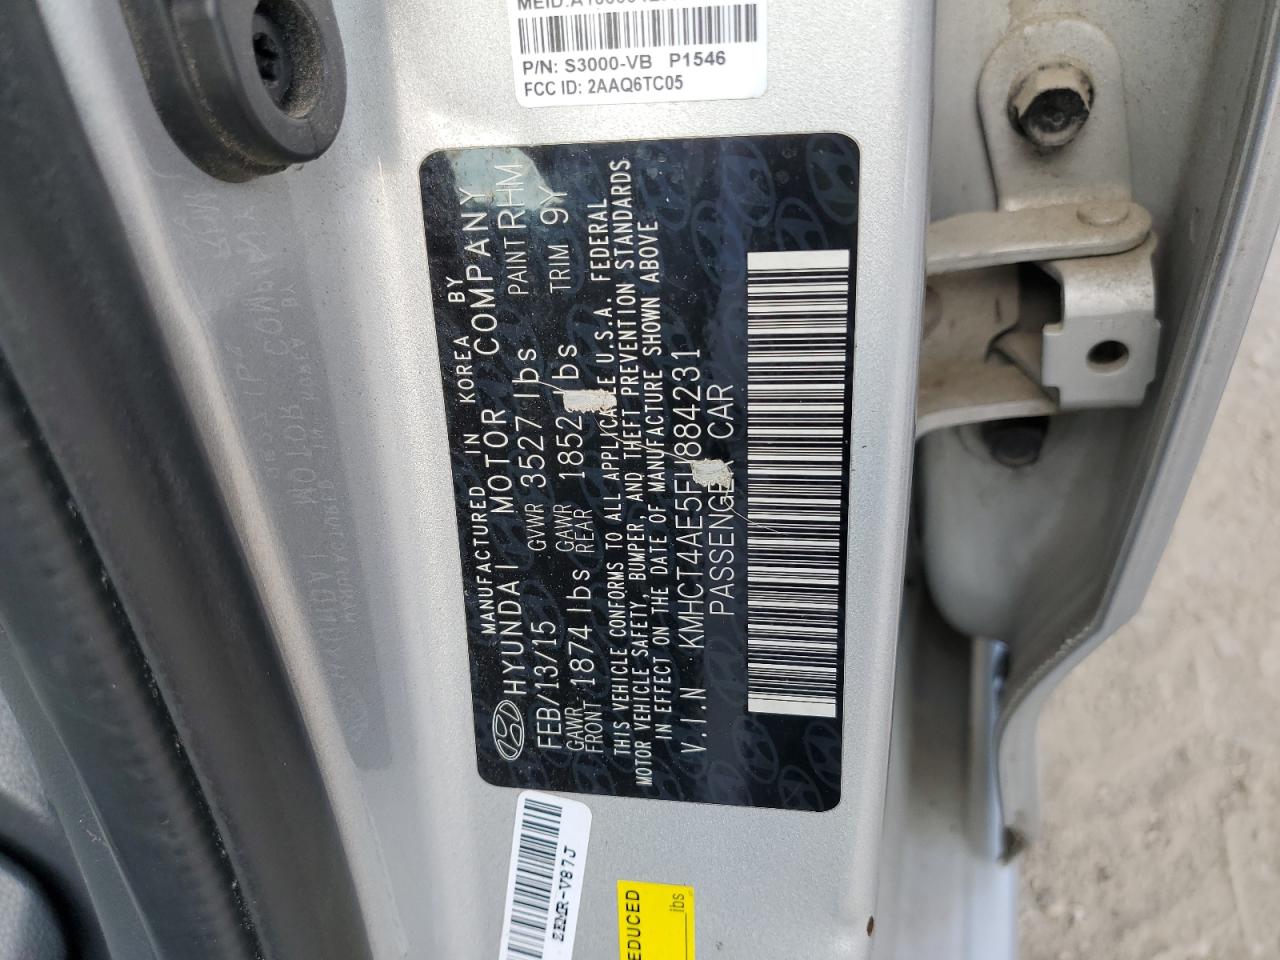 P/N: S3000-VB P1546
FCC ID: 2AAQ6TC05
MANUFACTURED IN KOREA BY
HYUNDAI MOTOR COMPANY
FEB/13/15 GVWR 3527 lbs PAINT RHM
GAWR FRONT 1874 lbs GAWR REAR 1852 lbs TRIM 9Y
THIS VEHICLE CONFORMS TO ALL APPLICABLE U.S.A. FEDERAL
MOTOR VEHICLE SAFETY, BUMPER, AND THEFT PREVENTION STANDARDS
IN EFFECT ON THE DATE OF MANUFACTURE SHOWN ABOVE
V.I.N KMHCT4AE5FU884231
PASSENGER CAR
2EMR-V87J
lbs